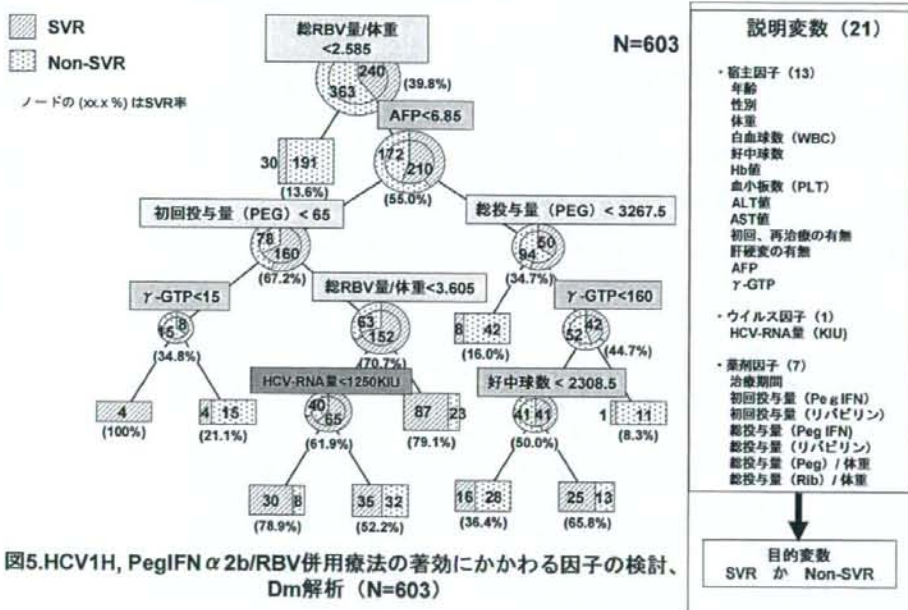 SVR
Non-SVR
ノードの (xx.x %) はSVR率
総RBV量/体重
<2.585
N=603
240
363
(39.8%)
AFP<6.85
30 191
(13.6%)
172
210
(55.0%)
初回投与量（PEG）< 65
78
160
(67.2%)
総投与量（PEG）< 3267.5
50
94
(34.7%)
γ-GTP<15
15 8
(34.8%)
総RBV量/体重<3.605
63
152
(70.7%)
8 42
(16.0%)
γ-GTP<160
52 42
(44.7%)
4
(100%)
4 15
(21.1%)
HCV-RNA量<1250KIU
40
65
(61.9%)
87 23
(79.1%)
好中球数 < 2308.5
41 41
(50.0%)
1 11
(8.3%)
30 8
(78.9%)
35 32
(52.2%)
16 28
(36.4%)
25 13
(65.8%)
図5.HCV1H, PegIFNα2b/RBV併用療法の著効にかかわる因子の検討、
Dm解析（N=603）
説明変数（21）
・宿主因子（13）
年齢
性別
体重
白血球数（WBC）
好中球数
Hb値
血小板数（PLT）
ALT値
AST値
初回、再治療の有無
肝硬変の有無
AFP
γ-GTP
・ウイルス因子（1）
HCV-RNA量（KIU）
・薬剤因子（7）
治療期間
初回投与量（PegIFN）
初回投与量（リバビリン）
総投与量（Peg IFN)
総投与量（リバビリン）
総投与量（Peg）/ 体重
総投与量（Rib）/ 体重
目的変数
SVR か Non-SVR